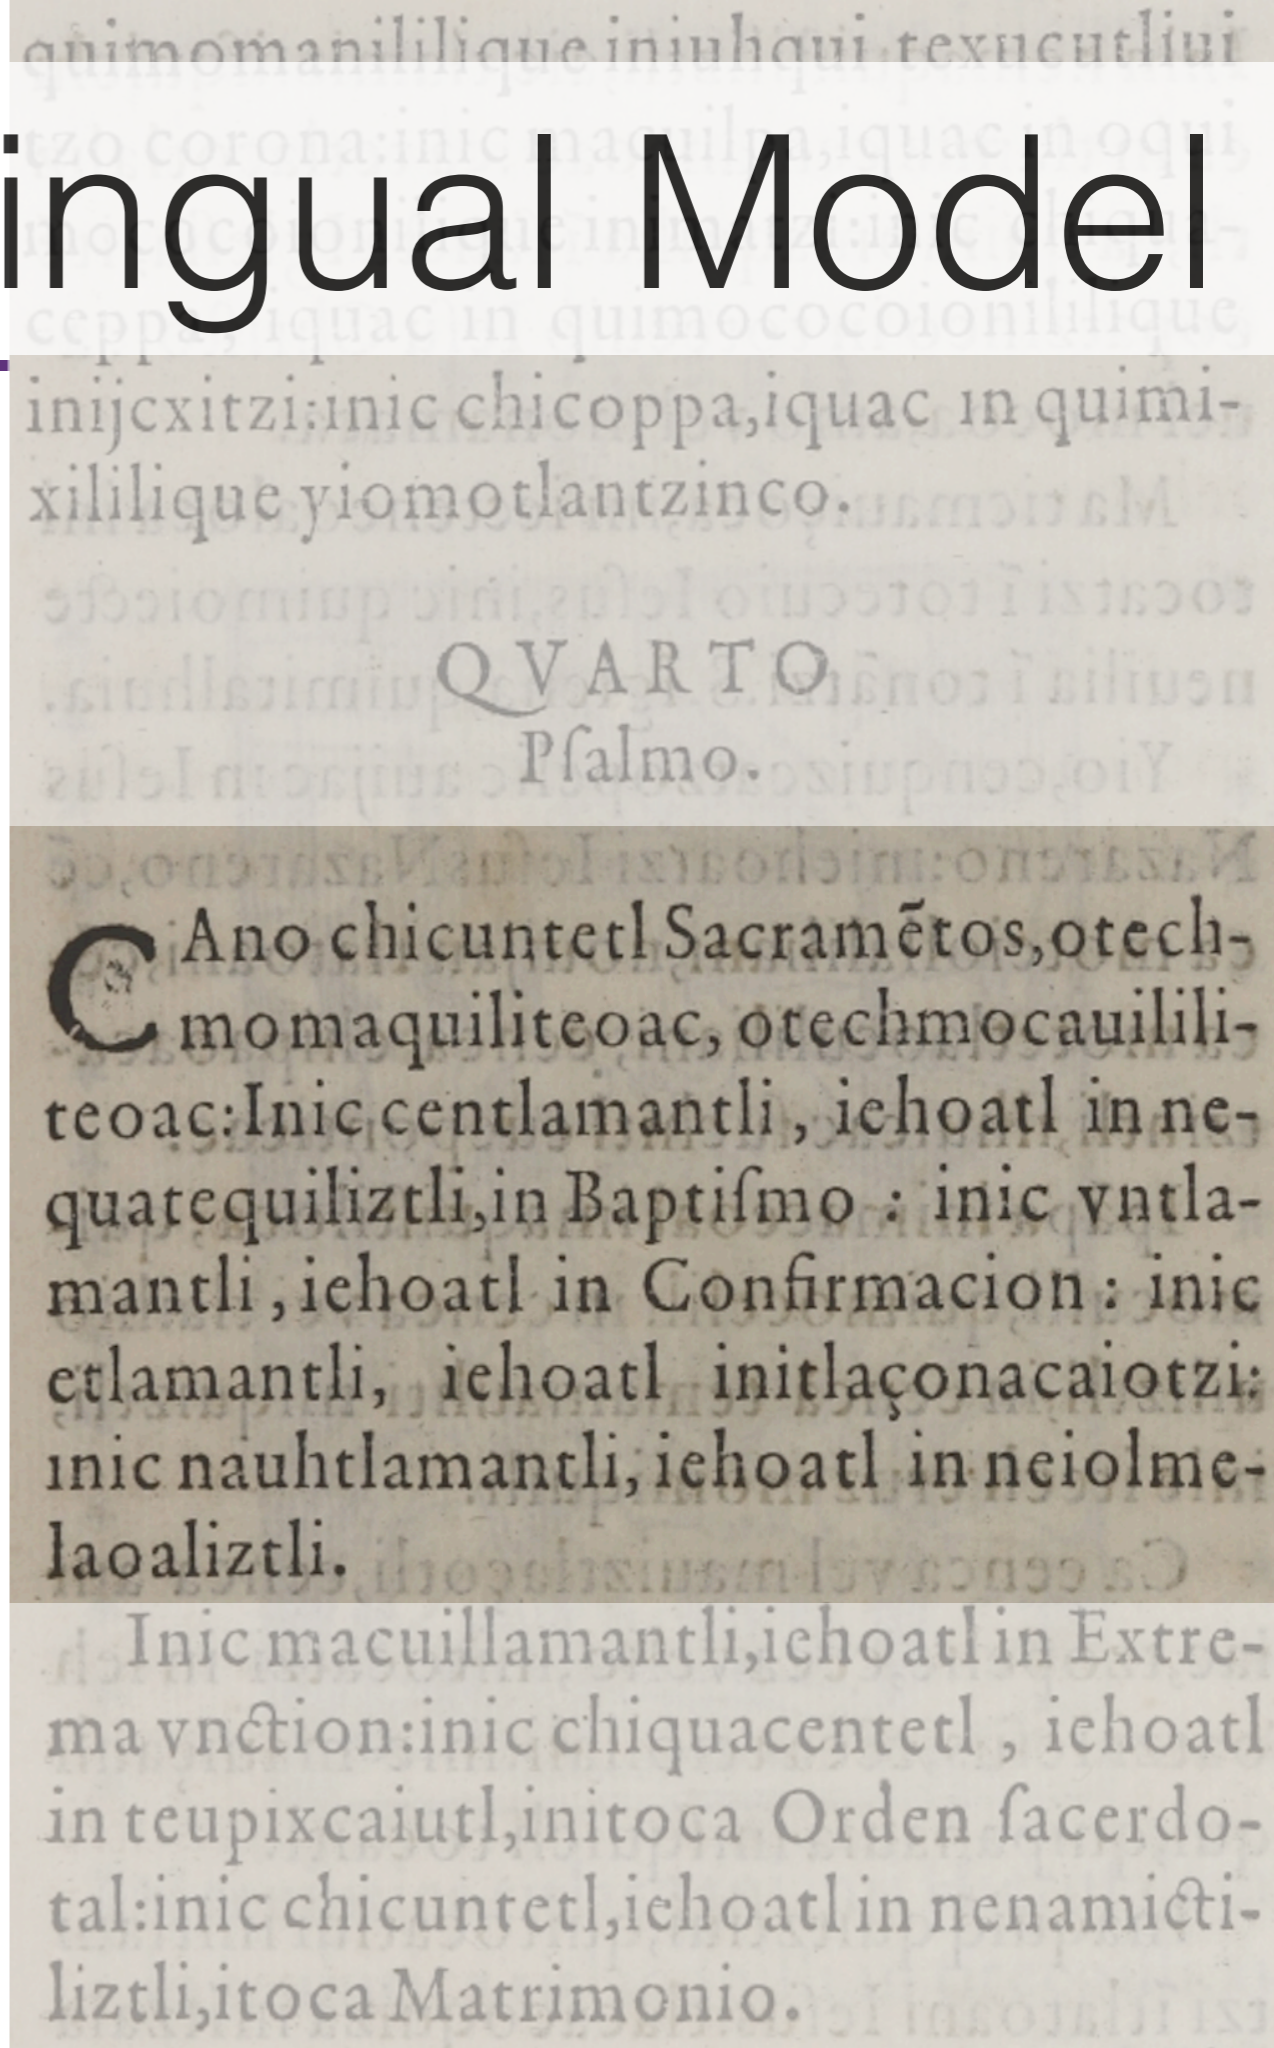 quimomanililique iniuhqui texucutliui
tzo corona:inic macuilpa,iquac in oqui
ingual Model
ceppa, iquac in quimococoionililique
inijcxitzi:inic chicoppa,iquac in quimi-
xililique yiomotlantzinco.
QVARTO
Pſalmo.
CAno chicuntetl Sacramẽtos,otech-
momaquiliteoac, otechmocauilili-
teoac:Inic centlamantli, iehoatl in ne-
quatequiliztli,in Baptiſmo : inic vntla-
mantli, iehoatl in Confirmacion: inic
etlamantli, iehoatl initlaçonacaiotzi:
inic nauhtlamantli, iehoatl in neiolme-
laoaliztli.
Inic macuillamantli,iehoatl in Extre-
ma vnction:inic chiquacentetl, iehoatl
in teupixcaiutl,initoca Orden ſacerdo-
tal:inic chicuntetl,iehoatl in nenamicti-
liztli,itoca Matrimonio.